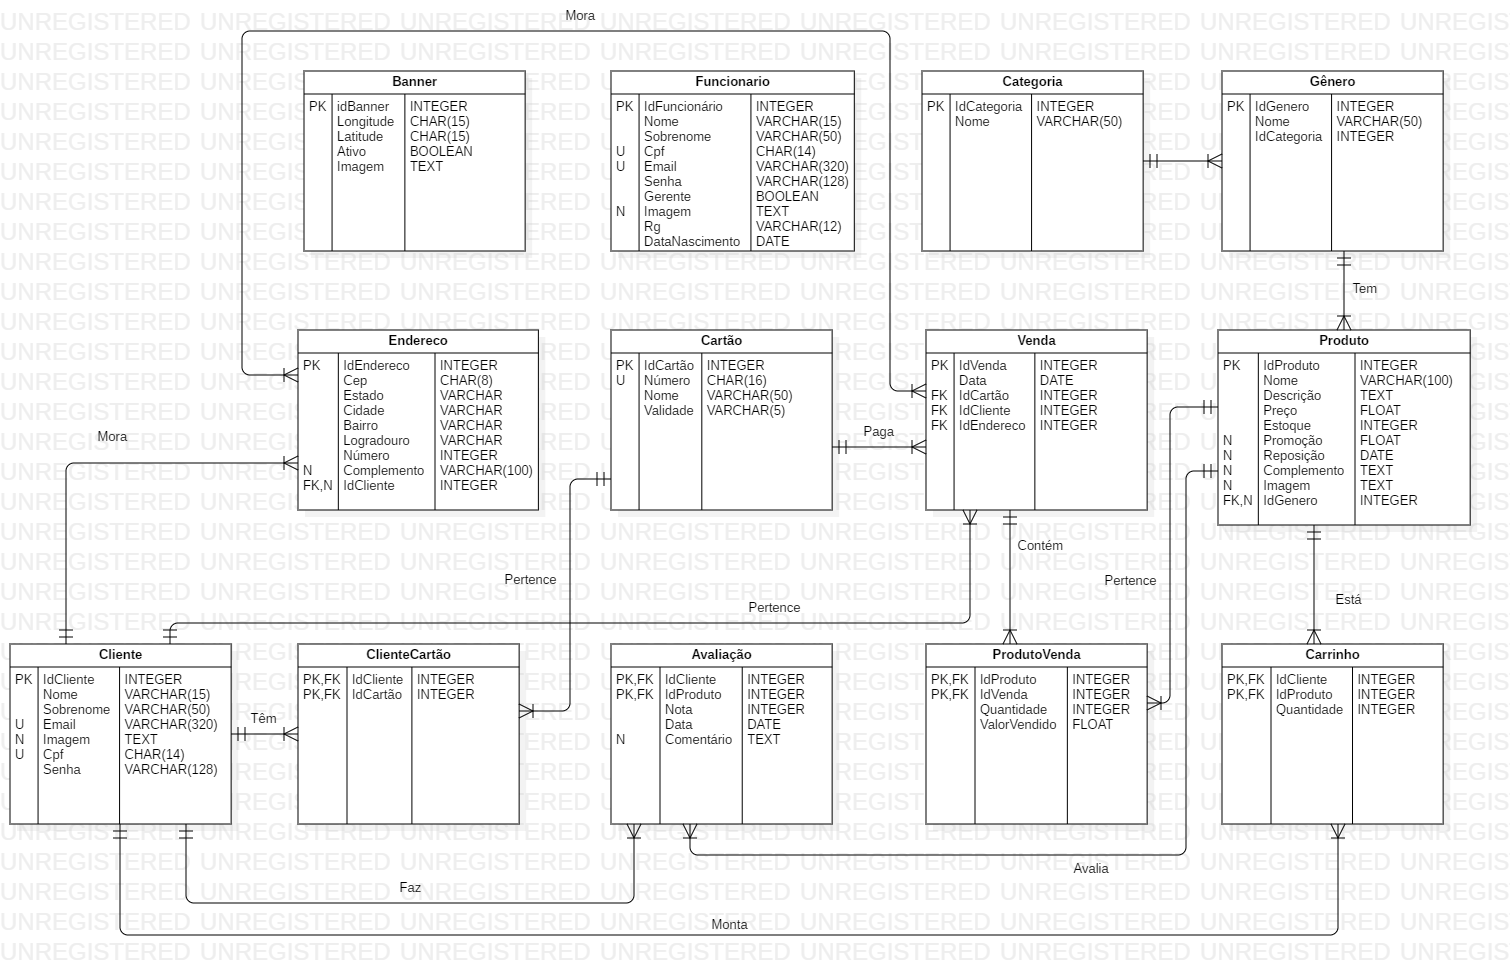 Mora
Banner
PK idBanner INTEGER
Longitude CHAR(15)
Latitude CHAR(15)
Ativo BOOLEAN
Imagem TEXT
Funcionario
PK IdFuncionário INTEGER
Nome VARCHAR(15)
Sobrenome VARCHAR(50)
U Cpf CHAR(14)
U Email VARCHAR(320)
Senha VARCHAR(128)
Gerente BOOLEAN
N Imagem TEXT
Rg VARCHAR(12)
DataNascimento DATE
Categoria
PK IdCategoria INTEGER
Nome VARCHAR(50)
Gênero
PK IdGenero INTEGER
Nome VARCHAR(50)
IdCategoria INTEGER
Tem
Endereco
PK IdEndereco INTEGER
Cep CHAR(8)
Estado VARCHAR
Cidade VARCHAR
Bairro VARCHAR
Logradouro VARCHAR
Número INTEGER
N Complemento VARCHAR(100)
FK,N IdCliente INTEGER
Cartão
PK IdCartão INTEGER
U Número CHAR(16)
Nome VARCHAR(50)
Validade VARCHAR(5)
Paga
Venda
PK IdVenda INTEGER
Data DATE
FK IdCartão INTEGER
FK IdCliente INTEGER
FK IdEndereco INTEGER
Produto
PK IdProduto INTEGER
Nome VARCHAR(100)
Descrição TEXT
Preço FLOAT
Estoque INTEGER
N Promoção FLOAT
N Reposição DATE
N Complemento TEXT
N Imagem TEXT
FK,N IdGenero INTEGER
Mora
Contém
Pertence
Pertence
Pertence
Está
Cliente
PK IdCliente INTEGER
Nome VARCHAR(15)
Sobrenome VARCHAR(50)
U Email VARCHAR(320)
N Imagem TEXT
U Cpf CHAR(14)
Senha VARCHAR(128)
Têm
ClienteCartão
PK,FK IdCliente INTEGER
PK,FK IdCartão INTEGER
Avaliação
PK,FK IdCliente INTEGER
PK,FK IdProduto INTEGER
Nota INTEGER
Data DATE
N Comentário TEXT
ProdutoVenda
PK,FK IdProduto INTEGER
PK,FK IdVenda INTEGER
Quantidade INTEGER
ValorVendido FLOAT
Carrinho
PK,FK IdCliente INTEGER
PK,FK IdProduto INTEGER
Quantidade INTEGER
Avalia
Faz
Monta
UNREGISTERED